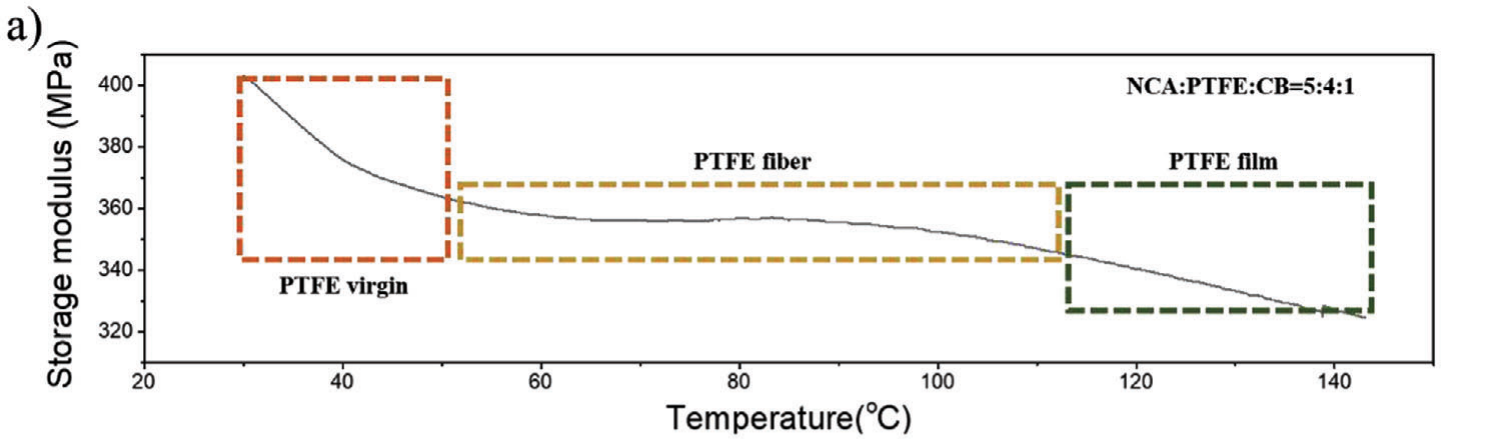 a)
Storage modulus (MPa)
400
380
360
340
320
NCA:PTFE:CB=5:4:1
PTFE fiber
PTFE film
PTFE virgin
20
40
60
80
100
120
140
Temperature(°C)